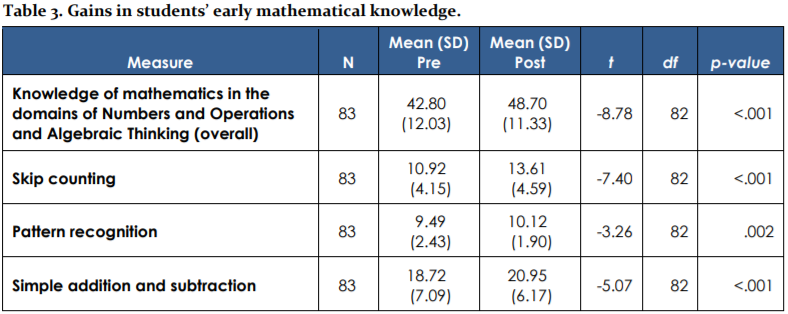 Table 3. Gains in students’ early mathematical knowledge.
Measure N Mean (SD) Pre Mean (SD) Post t df p-value
Knowledge of mathematics in the
domains of Numbers and Operations
and Algebraic Thinking (overall) 83 42.80 (12.03) 48.70 (11.33) -8.78 82 <.001
Skip counting 83 10.92 (4.15) 13.61 (4.59) -7.40 82 <.001
Pattern recognition 83 9.49 (2.43) 10.12 (1.90) -3.26 82 .002
Simple addition and subtraction 83 18.72 (7.09) 20.95 (6.17) -5.07 82 <.001